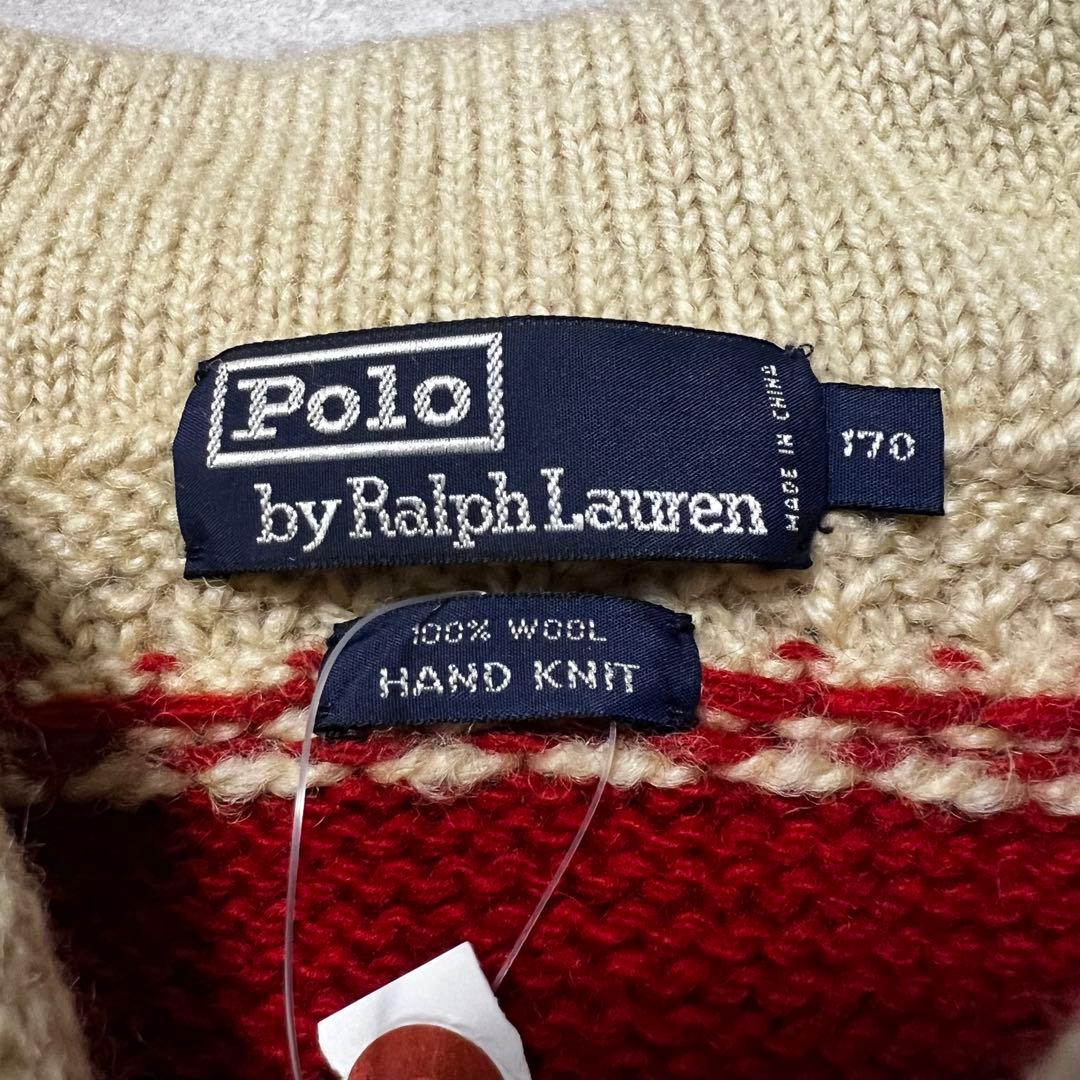 Polo
by Ralph Lauren
MADE IN CHINA
170
100% WOOL
HAND KNIT